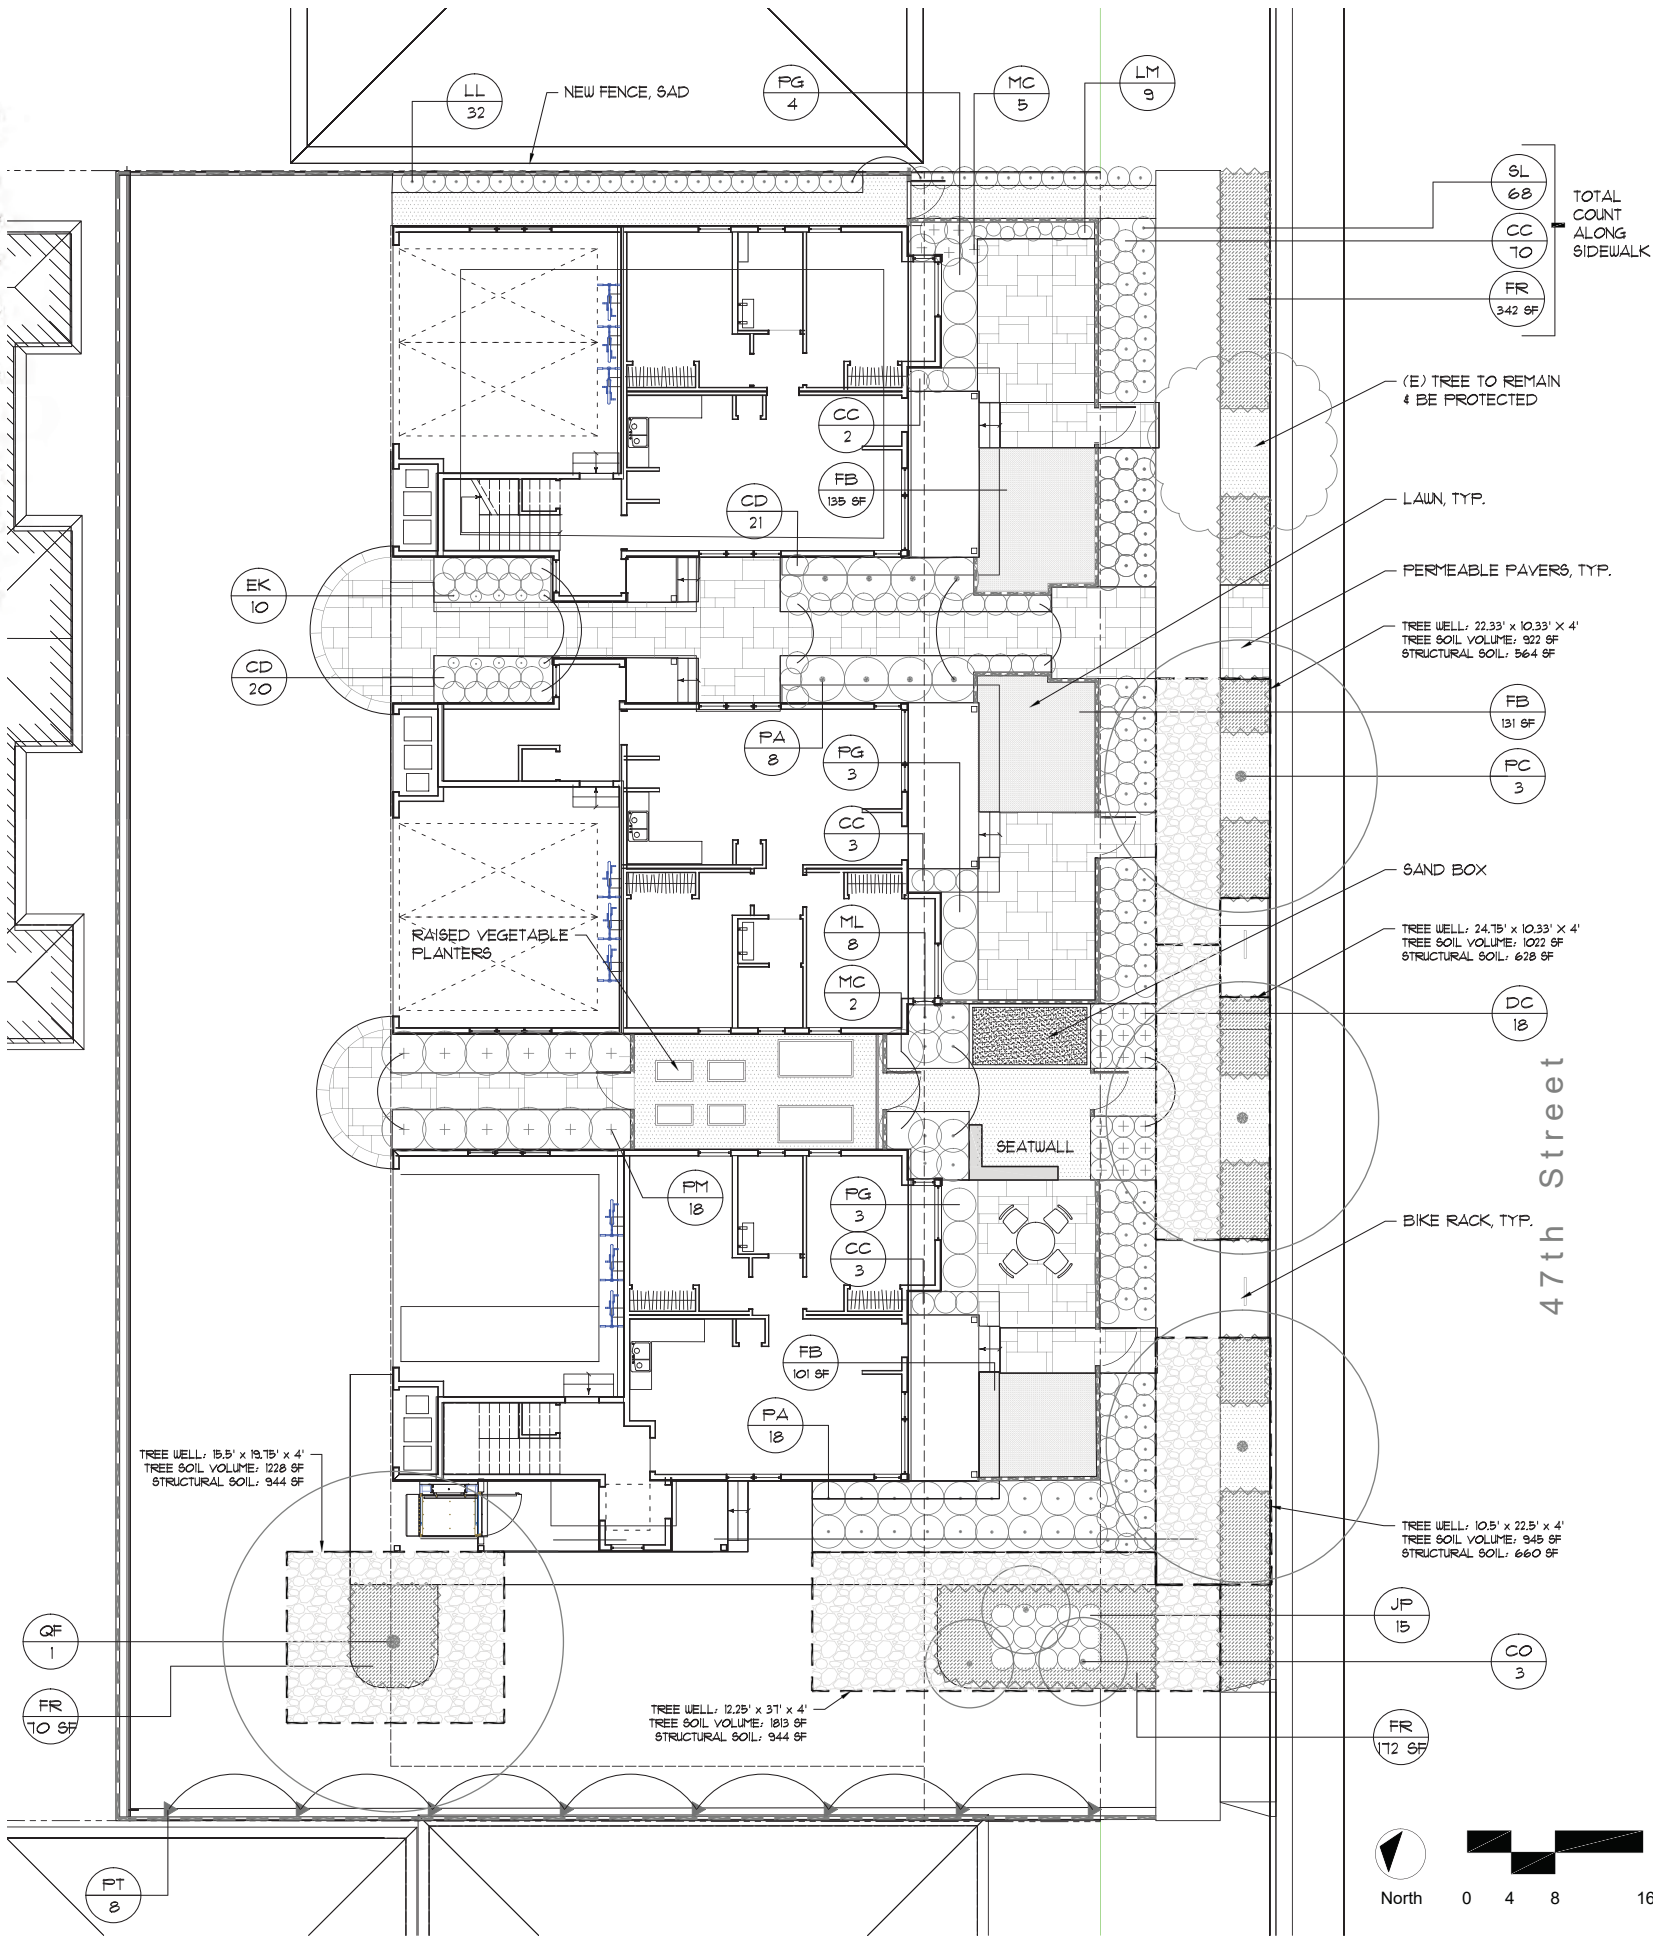 LL
32
NEW FENCE, SAD
PG
4
MC
5
LM
9
SL
68
CC
70
FR
342 SF
TOTAL
COUNT
ALONG
SIDEWALK
(E) TREE TO REMAIN
& BE PROTECTED
CC
2
FB
135 SF
CD
21
LAWN, TYP.
EK
10
PERMEABLE PAVERS, TYP.
TREE WELL: 22.33' x 10.33' X 4'
TREE SOIL VOLUME: 922 SF
STRUCTURAL SOIL: 564 SF
CD
20
FB
131 SF
PA
8
PG
3
PC
3
CC
3
SAND BOX
RAISED VEGETABLE
PLANTERS
ML
8
MC
2
TREE WELL: 24.75' x 10.33' X 4'
TREE SOIL VOLUME: 1022 SF
STRUCTURAL SOIL: 628 SF
DC
18
47th Street
SEATWALL
PM
18
PG
3
CC
3
BIKE RACK, TYP.
FB
101 SF
PA
18
TREE WELL: 15.5' x 19.75' x 4'
TREE SOIL VOLUME: 1228 SF
STRUCTURAL SOIL: 944 SF
TREE WELL: 10.5' x 22.5' x 4'
TREE SOIL VOLUME: 945 SF
STRUCTURAL SOIL: 660 SF
JP
15
QF
1
CO
3
FR
70 SF
TREE WELL: 12.25' x 37' x 4'
TREE SOIL VOLUME: 1813 SF
STRUCTURAL SOIL: 944 SF
FR
172 SF
PT
8
North
0 4 8 16